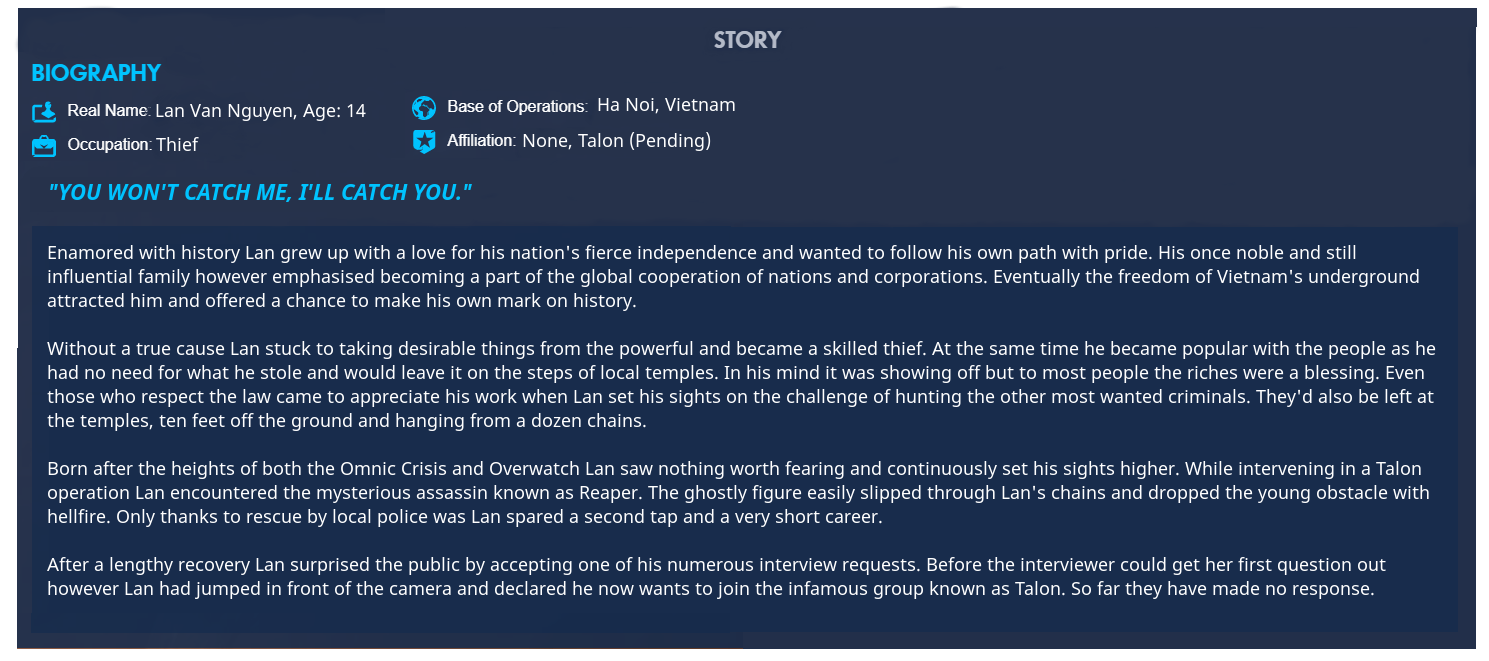 STORY
BIOGRAPHY
Real Name: Lan Van Nguyen, Age: 14
Base of Operations: Ha Noi, Vietnam
Occupation: Thief
Affiliation: None, Talon (Pending)
"YOU WON'T CATCH ME, I'LL CATCH YOU."
Enamored with history Lan grew up with a love for his nation's fierce independence and wanted to follow his own path with pride. His once noble and still
influential family however emphasised becoming a part of the global cooperation of nations and corporations. Eventually the freedom of Vietnam's underground
attracted him and offered a chance to make his own mark on history.
Without a true cause Lan stuck to taking desirable things from the powerful and became a skilled thief. At the same time he became popular with the people as he
had no need for what he stole and would leave it on the steps of local temples. In his mind it was showing off but to most people the riches were a blessing. Even
those who respect the law came to appreciate his work when Lan set his sights on the challenge of hunting the other most wanted criminals. They'd also be left at
the temples, ten feet off the ground and hanging from a dozen chains.
Born after the heights of both the Omnic Crisis and Overwatch Lan saw nothing worth fearing and continuously set his sights higher. While intervening in a Talon
operation Lan encountered the mysterious assassin known as Reaper. The ghostly figure easily slipped through Lan's chains and dropped the young obstacle with
hellfire. Only thanks to rescue by local police was Lan spared a second tap and a very short career.
After a lengthy recovery Lan surprised the public by accepting one of his numerous interview requests. Before the interviewer could get her first question out
however Lan had jumped in front of the camera and declared he now wants to join the infamous group known as Talon. So far they have made no response.